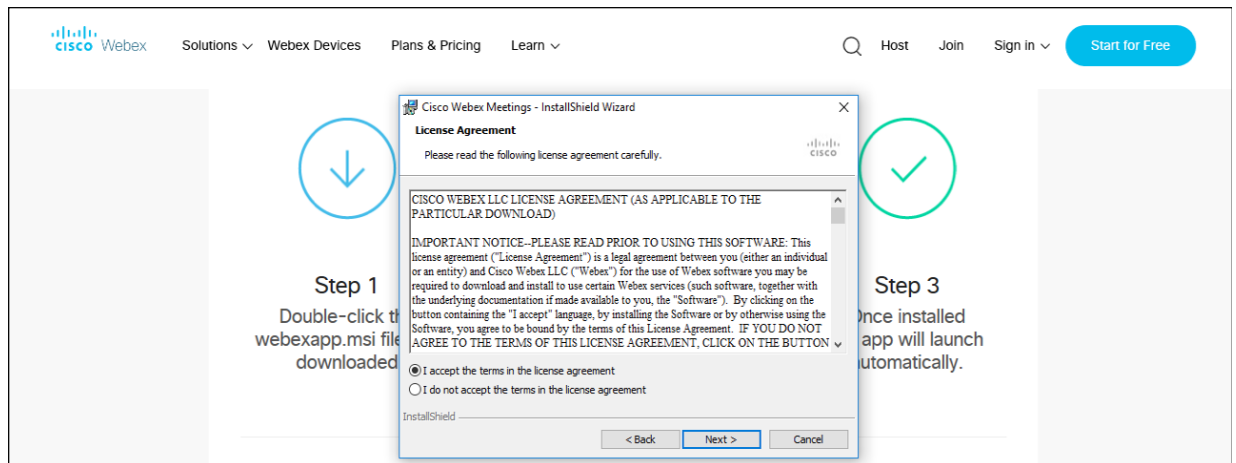 cisco Webex
Solutions
Webex Devices
Plans & Pricing
Learn
Host
Join
Sign in
Start for Free
Cisco Webex Meetings - InstallShield Wizard
License Agreement
Please read the following license agreement carefully.
cisco
CISCO WEBEX LLC LICENSE AGREEMENT (AS APPLICABLE TO THE
PARTICULAR DOWNLOAD)
IMPORTANT NOTICE--PLEASE READ PRIOR TO USING THIS SOFTWARE: This
license agreement ("License Agreement") is a legal agreement between you (either an individual
or an entity) and Cisco Webex LLC ("Webex") for the use of Webex software you may be
required to download and install to use certain Webex services (such software, together with
the underlying documentation if made available to you, the "Software"). By clicking on the
button containing the "I accept" language, by installing the Software or by otherwise using the
Software, you agree to be bound by the terms of this License Agreement. IF YOU DO NOT
AGREE TO THE TERMS OF THIS LICENSE AGREEMENT, CLICK ON THE BUTTON
I accept the terms in the license agreement
I do not accept the terms in the license agreement
InstallShield
< Back
Next >
Cancel
Step 1
Double-click
webexapp.msi file
downloaded
Step 3
installed
app will launch
automatically.